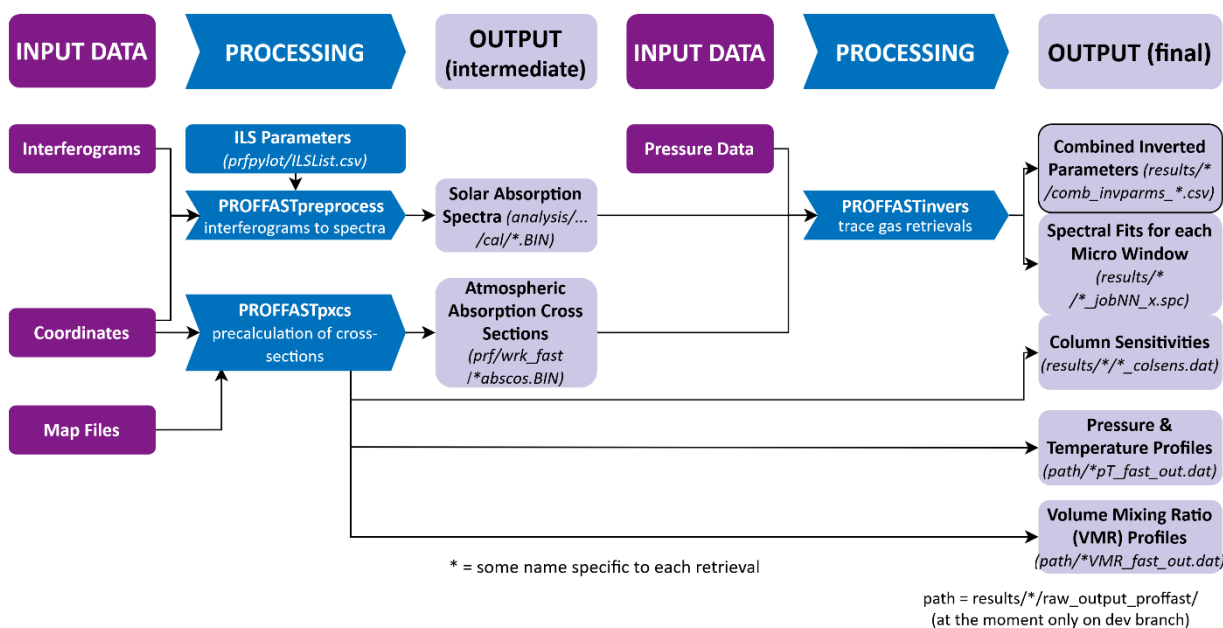 INPUT DATA
PROCESSING
OUTPUT
(intermediate)
INPUT DATA
PROCESSING
OUTPUT (final)
Interferograms
ILS Parameters
(prfpylot/ILSList.csv)
PROFFASTpreprocess
interferograms to spectra
Solar Absorption
Spectra (analysis/...
/cal/*.BIN)
Pressure Data
PROFFASTinvers
trace gas retrievals
Combined Inverted
Parameters (results/*
/comb_invparms_*.csv)
Spectral Fits for each
Micro Window
(results/*
/*_jobNN_x.spc)
Coordinates
PROFFASTpxcs
precalculation of cross-
sections
Atmospheric
Absorption Cross
Sections
(prf/wrk_fast
/*abscos.BIN)
Column Sensitivities
(results/*/*_colsens.dat)
Map Files
Pressure &
Temperature Profiles
(path/*pT_fast_out.dat)
Volume Mixing Ratio
(VMR) Profiles
(path/*VMR_fast_out.dat)
* = some name specific to each retrieval
path = results/*/raw_output_proffast/
(at the moment only on dev branch)